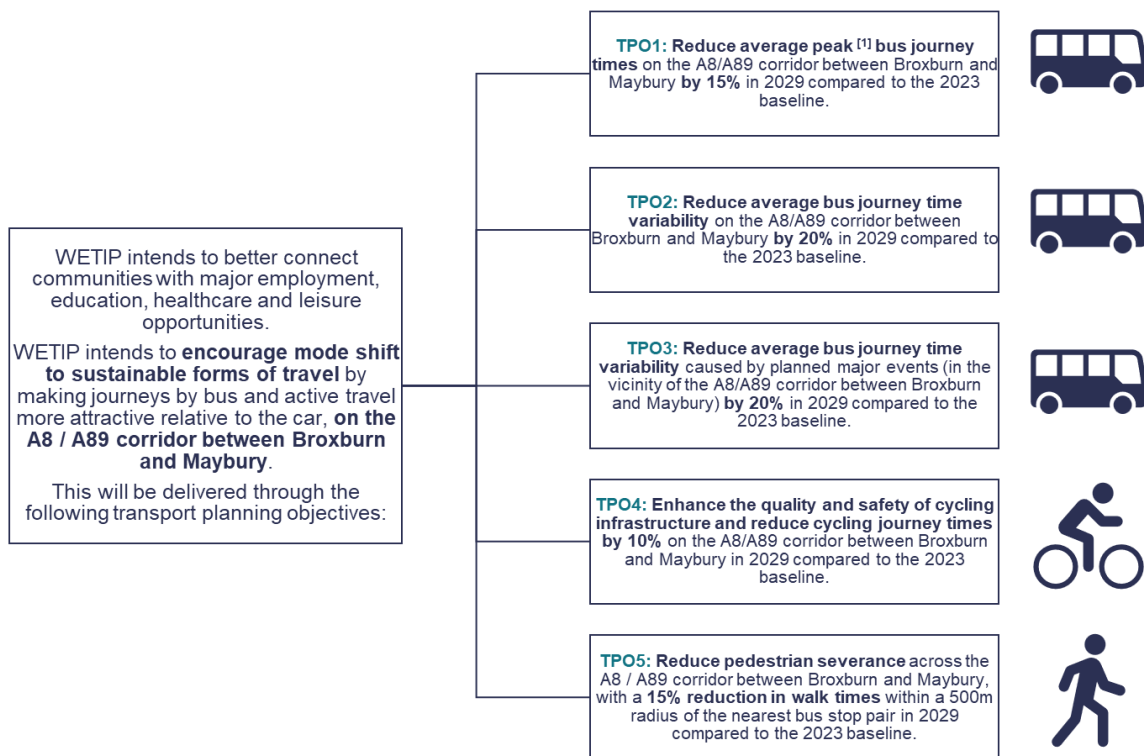 WETIP intends to better connect
communities with major employment,
education, healthcare and leisure
opportunities.
WETIP intends to encourage mode shift
to sustainable forms of travel by
making journeys by bus and active travel
more attractive relative to the car, on the
A8 / A89 corridor between Broxburn
and Maybury.
This will be delivered through the
following transport planning objectives:
TPO1: Reduce average peak [1] bus journey
times on the A8/A89 corridor between Broxburn and
Maybury by 15% in 2029 compared to the 2023
baseline.
TPO2: Reduce average bus journey time
variability on the A8/A89 corridor between
Broxburn and Maybury by 20% in 2029 compared to
the 2023 baseline.
TPO3: Reduce average bus journey time
variability caused by planned major events (in the
vicinity of the A8/A89 corridor between Broxburn
and Maybury) by 20% in 2029 compared to the
2023 baseline.
TPO4: Enhance the quality and safety of cycling
infrastructure and reduce cycling journey times
by 10% on the A8/A89 corridor between Broxburn
and Maybury in 2029 compared to the 2023
baseline.
TPO5: Reduce pedestrian severance across the
A8 / A89 corridor between Broxburn and Maybury,
with a 15% reduction in walk times within a 500m
radius of the nearest bus stop pair in 2029
compared to the 2023 baseline.